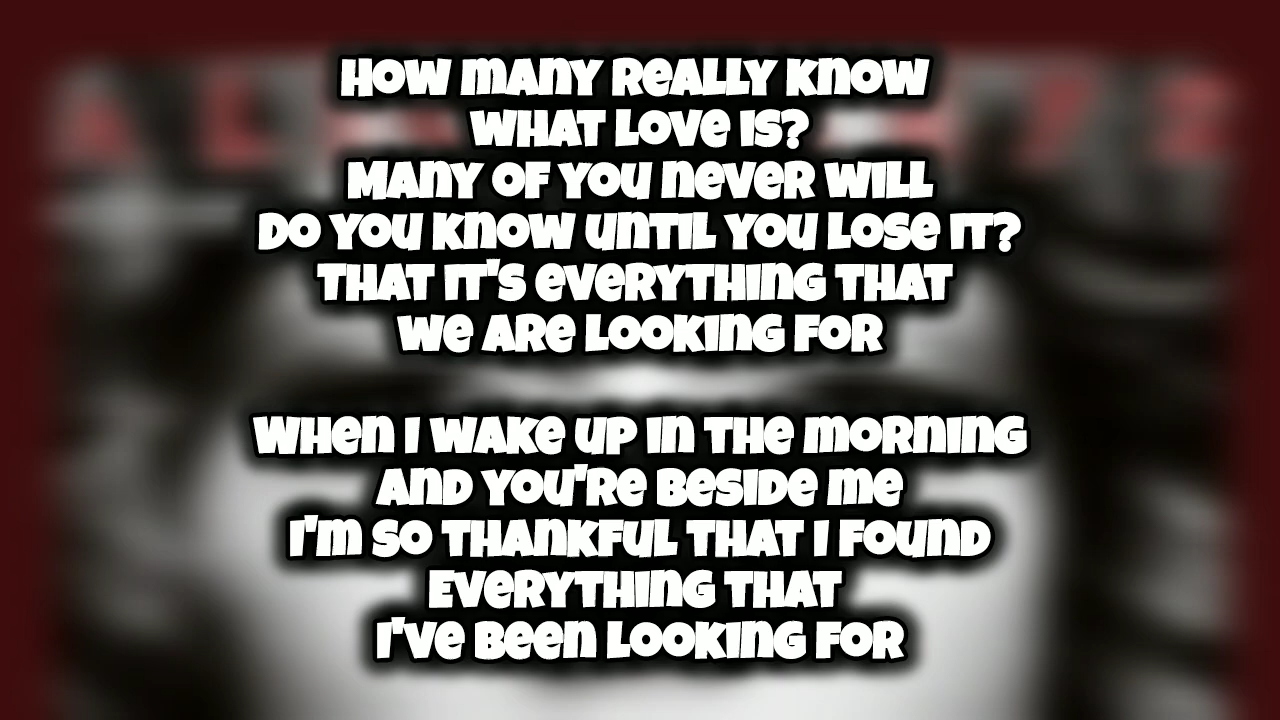 How many really know
what love is?
Many of you never will
Do you know until you lose it?
That it's everything that
we are looking for
When I wake up in the morning
and you're beside me
I'm so thankful that I found
Everything that
I've been looking for